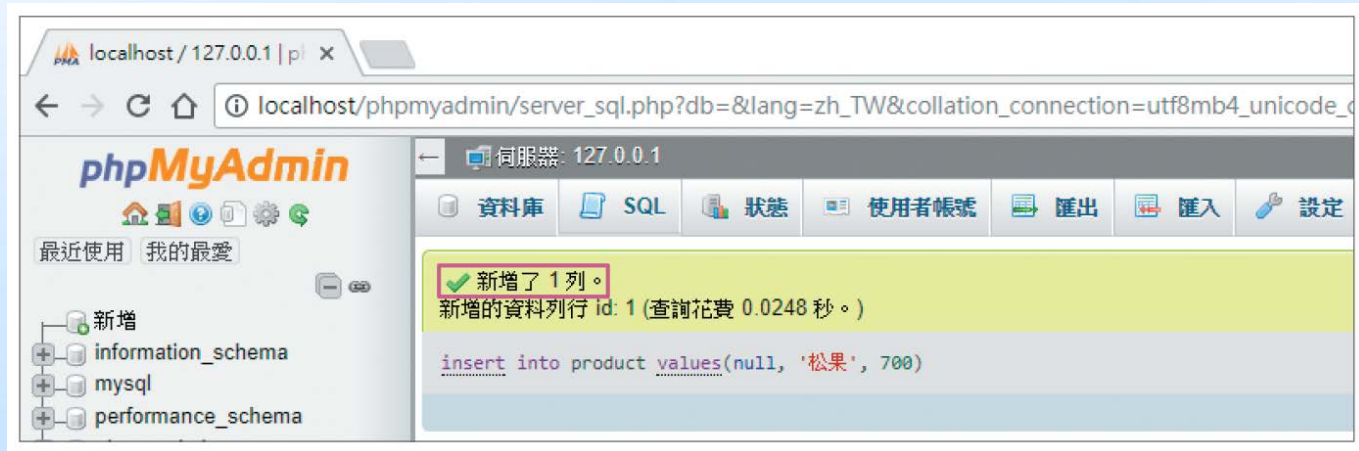 localhost / 127.0.0.1 | p
localhost/phpmyadmin/server_sql.php?db=&lang=zh_TW&collation_connection=utf8mb4_unicode_c
phpMyAdmin
最近使用 我的最愛
新增
information_schema
mysql
performance_schema
伺服器: 127.0.0.1
資料庫 SQL 狀態 使用者帳號 匯出 匯入 設定
新增了 1 列。
新增的資料列行 id: 1 (查詢花費 0.0248 秒。)
insert into product values(null, '松果', 700)